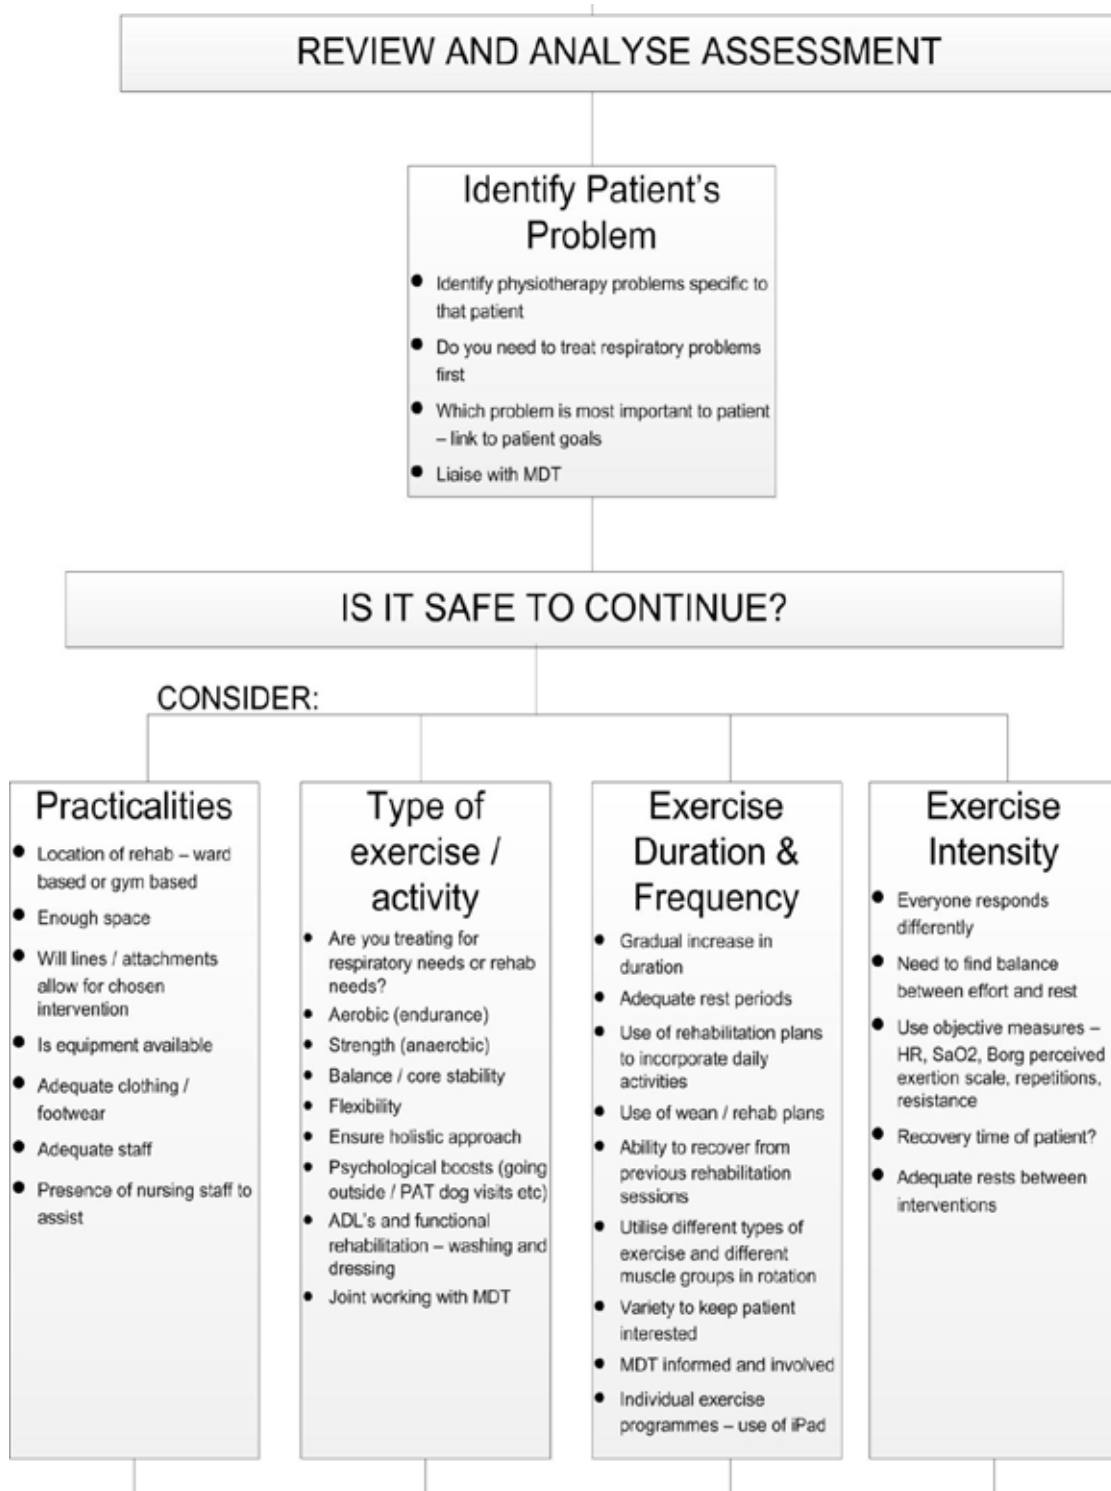 REVIEW AND ANALYSE ASSESSMENT
Identify Patient's
Problem
● Identify physiotherapy problems specific to
that patient
● Do you need to treat respiratory problems
first
● Which problem is most important to patient
– link to patient goals
● Liaise with MDT
IS IT SAFE TO CONTINUE?
CONSIDER:
Practicalities
● Location of rehab – ward
based or gym based
● Enough space
● Will lines / attachments
allow for chosen
intervention
● Is equipment available
● Adequate clothing /
footwear
● Adequate staff
● Presence of nursing staff to
assist
Type of
exercise /
activity
● Are you treating for
respiratory needs or rehab
needs?
● Aerobic (endurance)
● Strength (anaerobic)
● Balance / core stability
● Flexibility
● Ensure holistic approach
● Psychological boosts (going
outside / PAT dog visits etc)
● ADL's and functional
rehabilitation – washing and
dressing
● Joint working with MDT
Exercise
Duration &
Frequency
● Gradual increase in
duration
● Adequate rest periods
● Use of rehabilitation plans
to incorporate daily
activities
● Use of wean / rehab plans
● Ability to recover from
previous rehabilitation
sessions
● Utilise different types of
exercise and different
muscle groups in rotation
● Variety to keep patient
interested
● MDT informed and involved
● Individual exercise
programmes – use of iPad
Exercise
Intensity
● Everyone responds
differently
● Need to find balance
between effort and rest
● Use objective measures –
HR, SaO2, Borg perceived
exertion scale, repetitions,
resistance
● Recovery time of patient?
● Adequate rests between
interventions